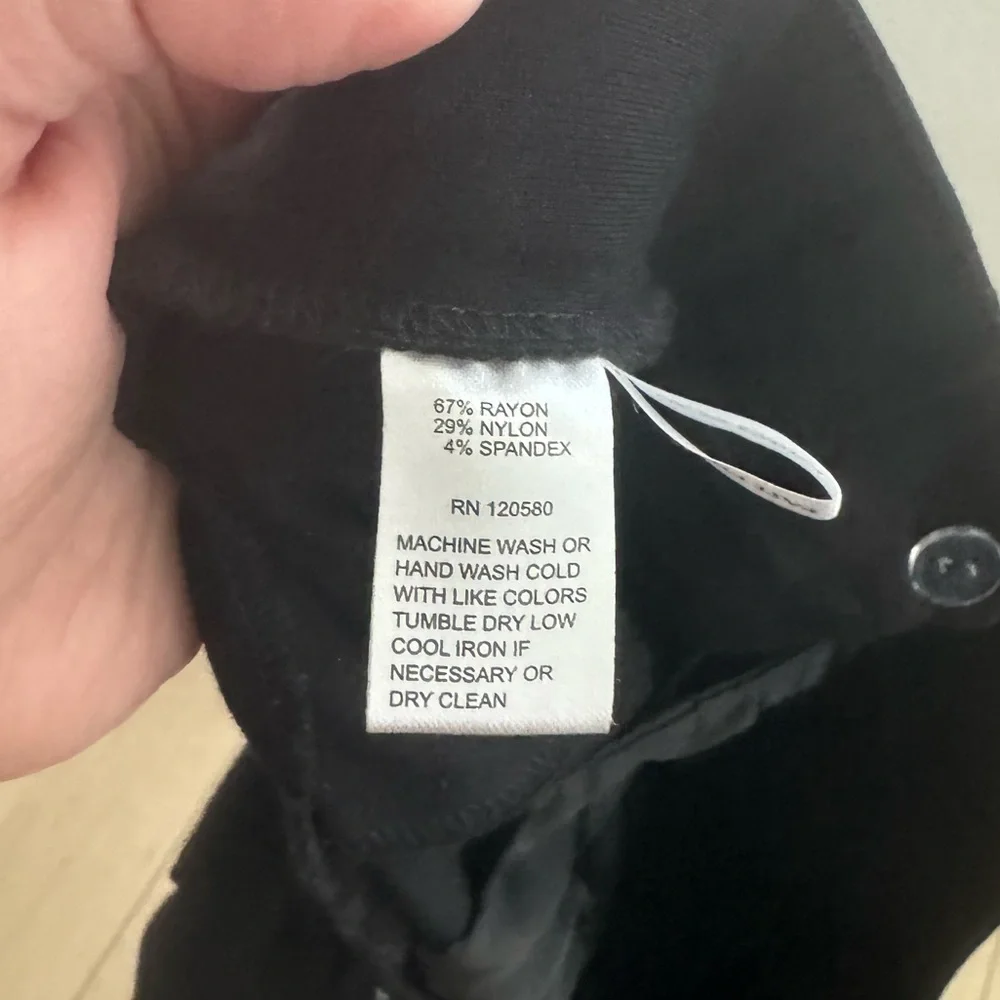 67% RAYON
29% NYLON
4% SPANDEX
RN 120580
MACHINE WASH OR
HAND WASH COLD
WITH LIKE COLORS
TUMBLE DRY LOW
COOL IRON IF
NECESSARY OR
DRY CLEAN